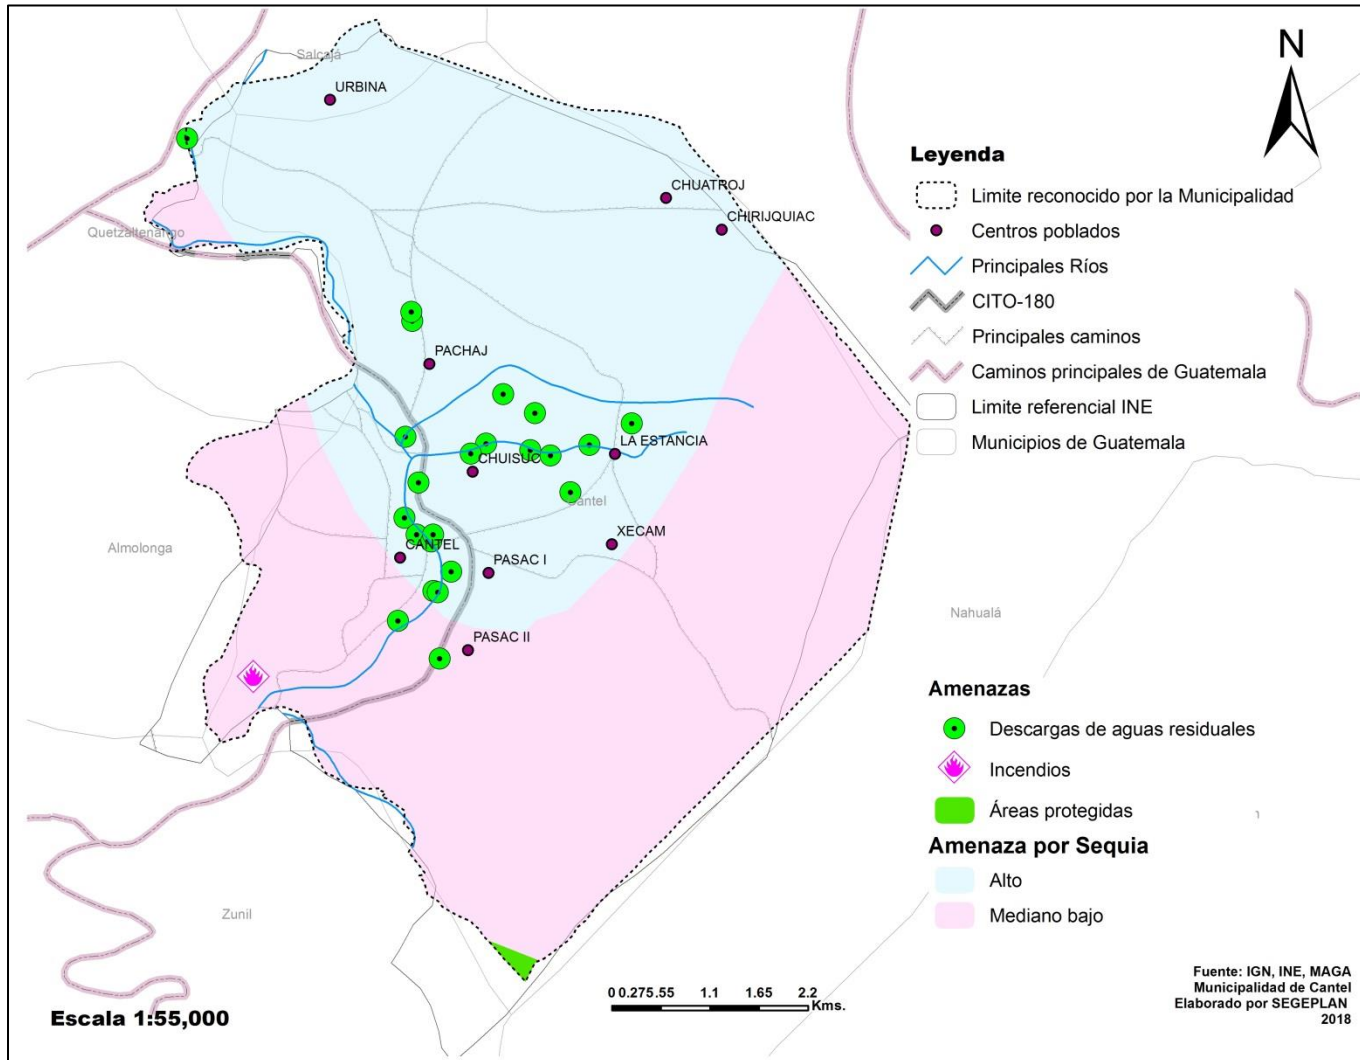 Salcajá
N
URBINA
Leyenda
CHUATROJ
Limite reconocido por la Municipalidad
CHIRIJQUIAC
Centros poblados
Quetzaltenango
Principales Ríos
CITO-180
Principales caminos
PACHAJ
Caminos principales de Guatemala
Limite referencial INE
LA ESTANCIA
Municipios de Guatemala
CHUISUC
Cantel
XECAM
Almolonga
CANTEL
PASAC I
Nahualá
PASAC II
Amenazas
Descargas de aguas residuales
Incendios
Áreas protegidas
Amenaza por Sequia
Alto
Zunil
Mediano bajo
Fuente: IGN, INE, MAGA
Municipalidad de Cantel
Elaborado por SEGEPLAN
2018
0 0.275.55 1.1 1.65 2.2
Kms.
Escala 1:55,000